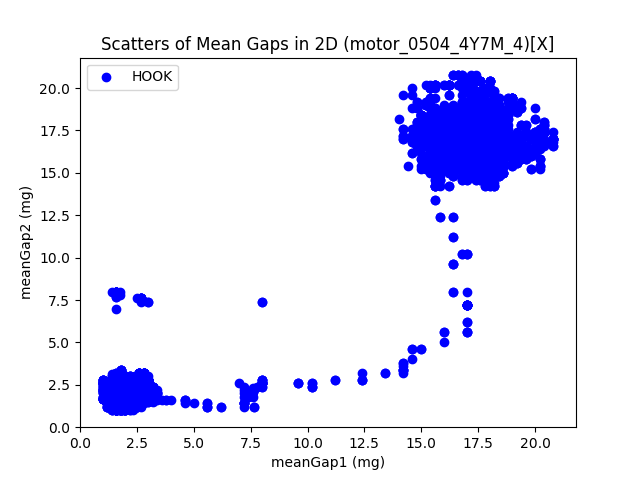 Scatters of Mean Gaps in 2D (motor_0504_4Y7M_4)[X]
HOOK
20.0
17.5
15.0
12.5
10.0
7.5
5.0
2.5
0.0
meanGap2 (mg)
0.0 2.5 5.0 7.5 10.0 12.5 15.0 17.5 20.0
meanGap1 (mg)